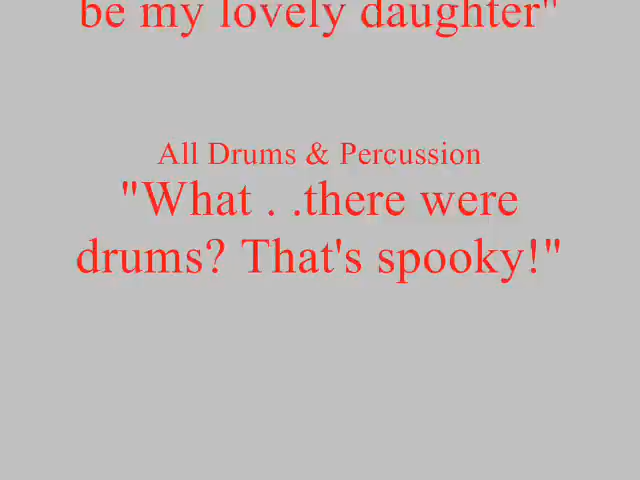 be my lovely daughter"
All Drums & Percussion
"What . .there were
drums? That's spooky!"